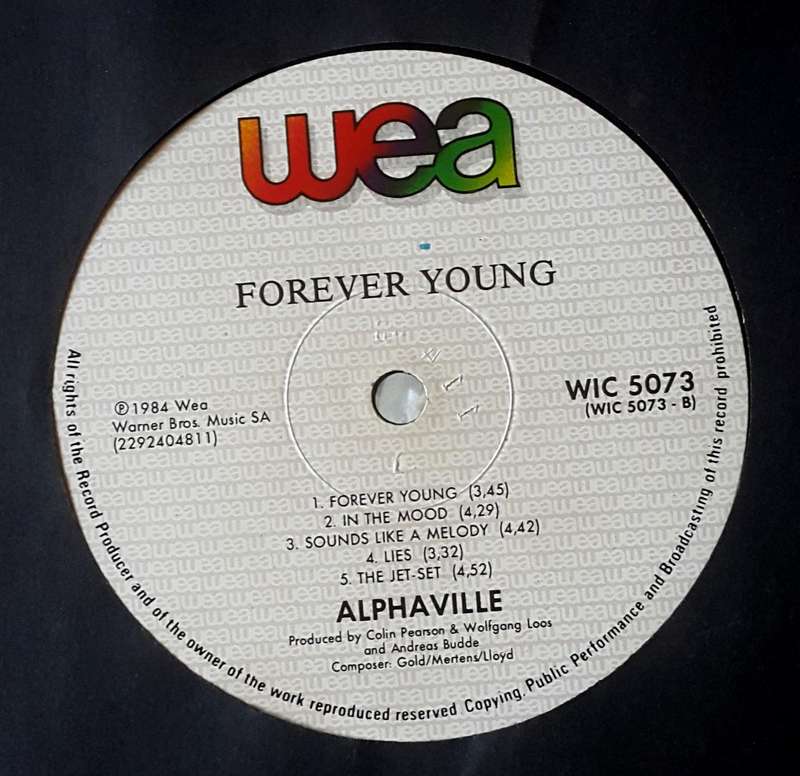 wea
FOREVER YOUNG
℗1984 Wea
Warner Bros. Music SA
(2292404811)
WIC 5073
(WIC 5073 - B)
1. FOREVER YOUNG (3,45)
2. IN THE MOOD (4,29)
3. SOUNDS LIKE A MELODY (4,42)
4. LIES (3,32)
5. THE JET-SET (4,52)
ALPHAVILLE
Produced by Colin Pearson & Wolfgang Loos
and Andreas Budde
Composer: Gold/Mertens/Lloyd
All rights of the Record Producer and of the owner of the work reproduced reserved. Copying, Public Performance and Broadcasting of this record prohibited